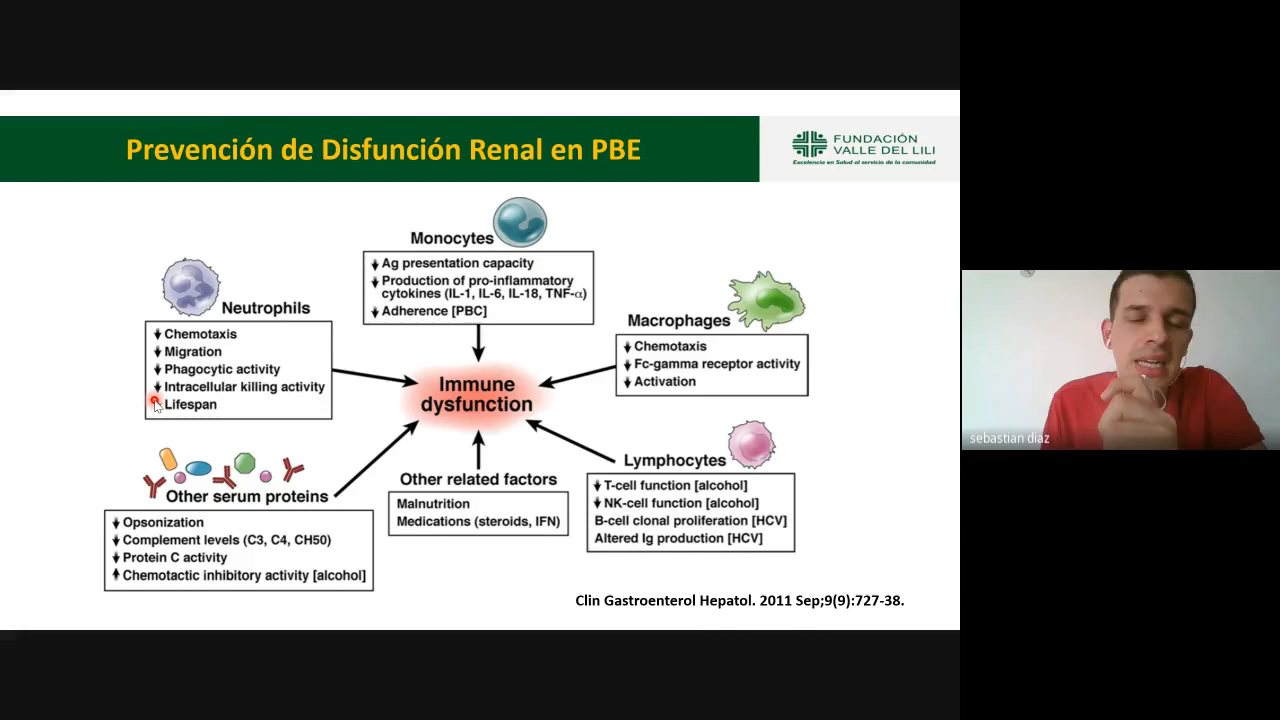 Prevención de Disfunción Renal en PBE
FUNDACIÓN
VALLE DEL LILI
Excelencia en Salud al servicio de la comunidad
Monocytes
↓ Ag presentation capacity
↓ Production of pro-inflammatory
cytokines (IL-1, IL-6, IL-18, TNF-α)
↓ Adherence [PBC]
Neutrophils
↓ Chemotaxis
↓ Migration
↓ Phagocytic activity
↓ Intracellular killing activity
Lifespan
Macrophages
↓ Chemotaxis
↓ Fc-gamma receptor activity
↓ Activation
Immune
dysfunction
Other serum proteins
↓ Opsonization
↓ Complement levels (C3, C4, CH50)
↓ Protein C activity
↑ Chemotactic inhibitory activity [alcohol]
Other related factors
Malnutrition
Medications (steroids, IFN)
Lymphocytes
↓ T-cell function [alcohol]
↓ NK-cell function [alcohol]
B-cell clonal proliferation [HCV]
Altered Ig production [HCV]
Clin Gastroenterol Hepatol. 2011 Sep;9(9):727-38.
sebastian diaz